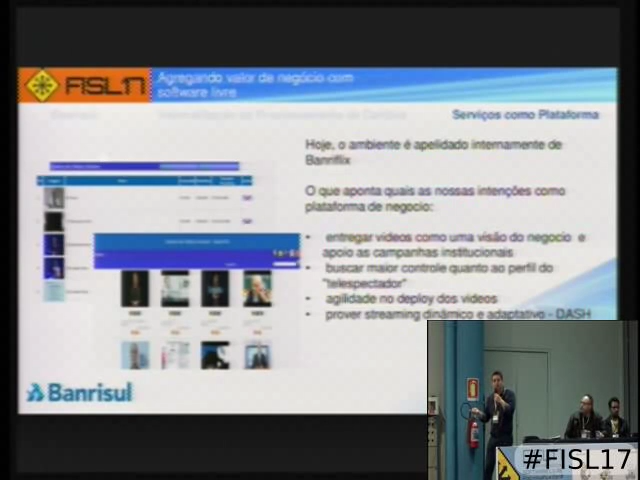 FISL17
Agregando valor de negócio com
software livre
Serviços como Plataforma
Hoje, o ambiente é apelidado internamente de
Banriflix
O que aponta quais as nossas intenções como
plataforma de negocio:
• entregar videos como uma visão do negocio e
apoio as campanhas institucionais
• buscar maior controle quanto ao perfil do
"telespectador"
• agilidade no deploy dos videos
• prover streaming dinâmico e adaptativo - DASH
Banrisul
#FISL17